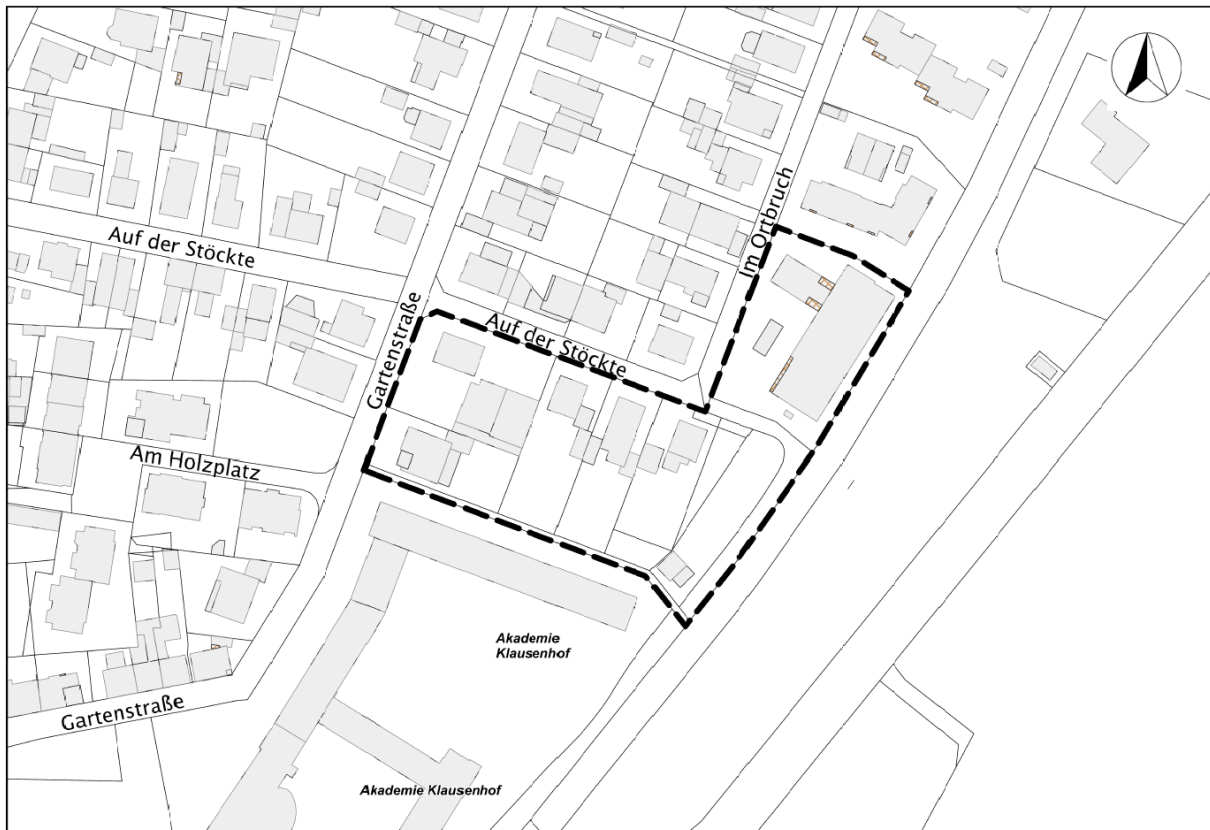 Im Ortbruch
Auf der Stöckte
Gartenstraße
Auf der Stöckte
Am Holzplatz
Akademie
Klausenhof
Gartenstraße
Akademie Klausenhof